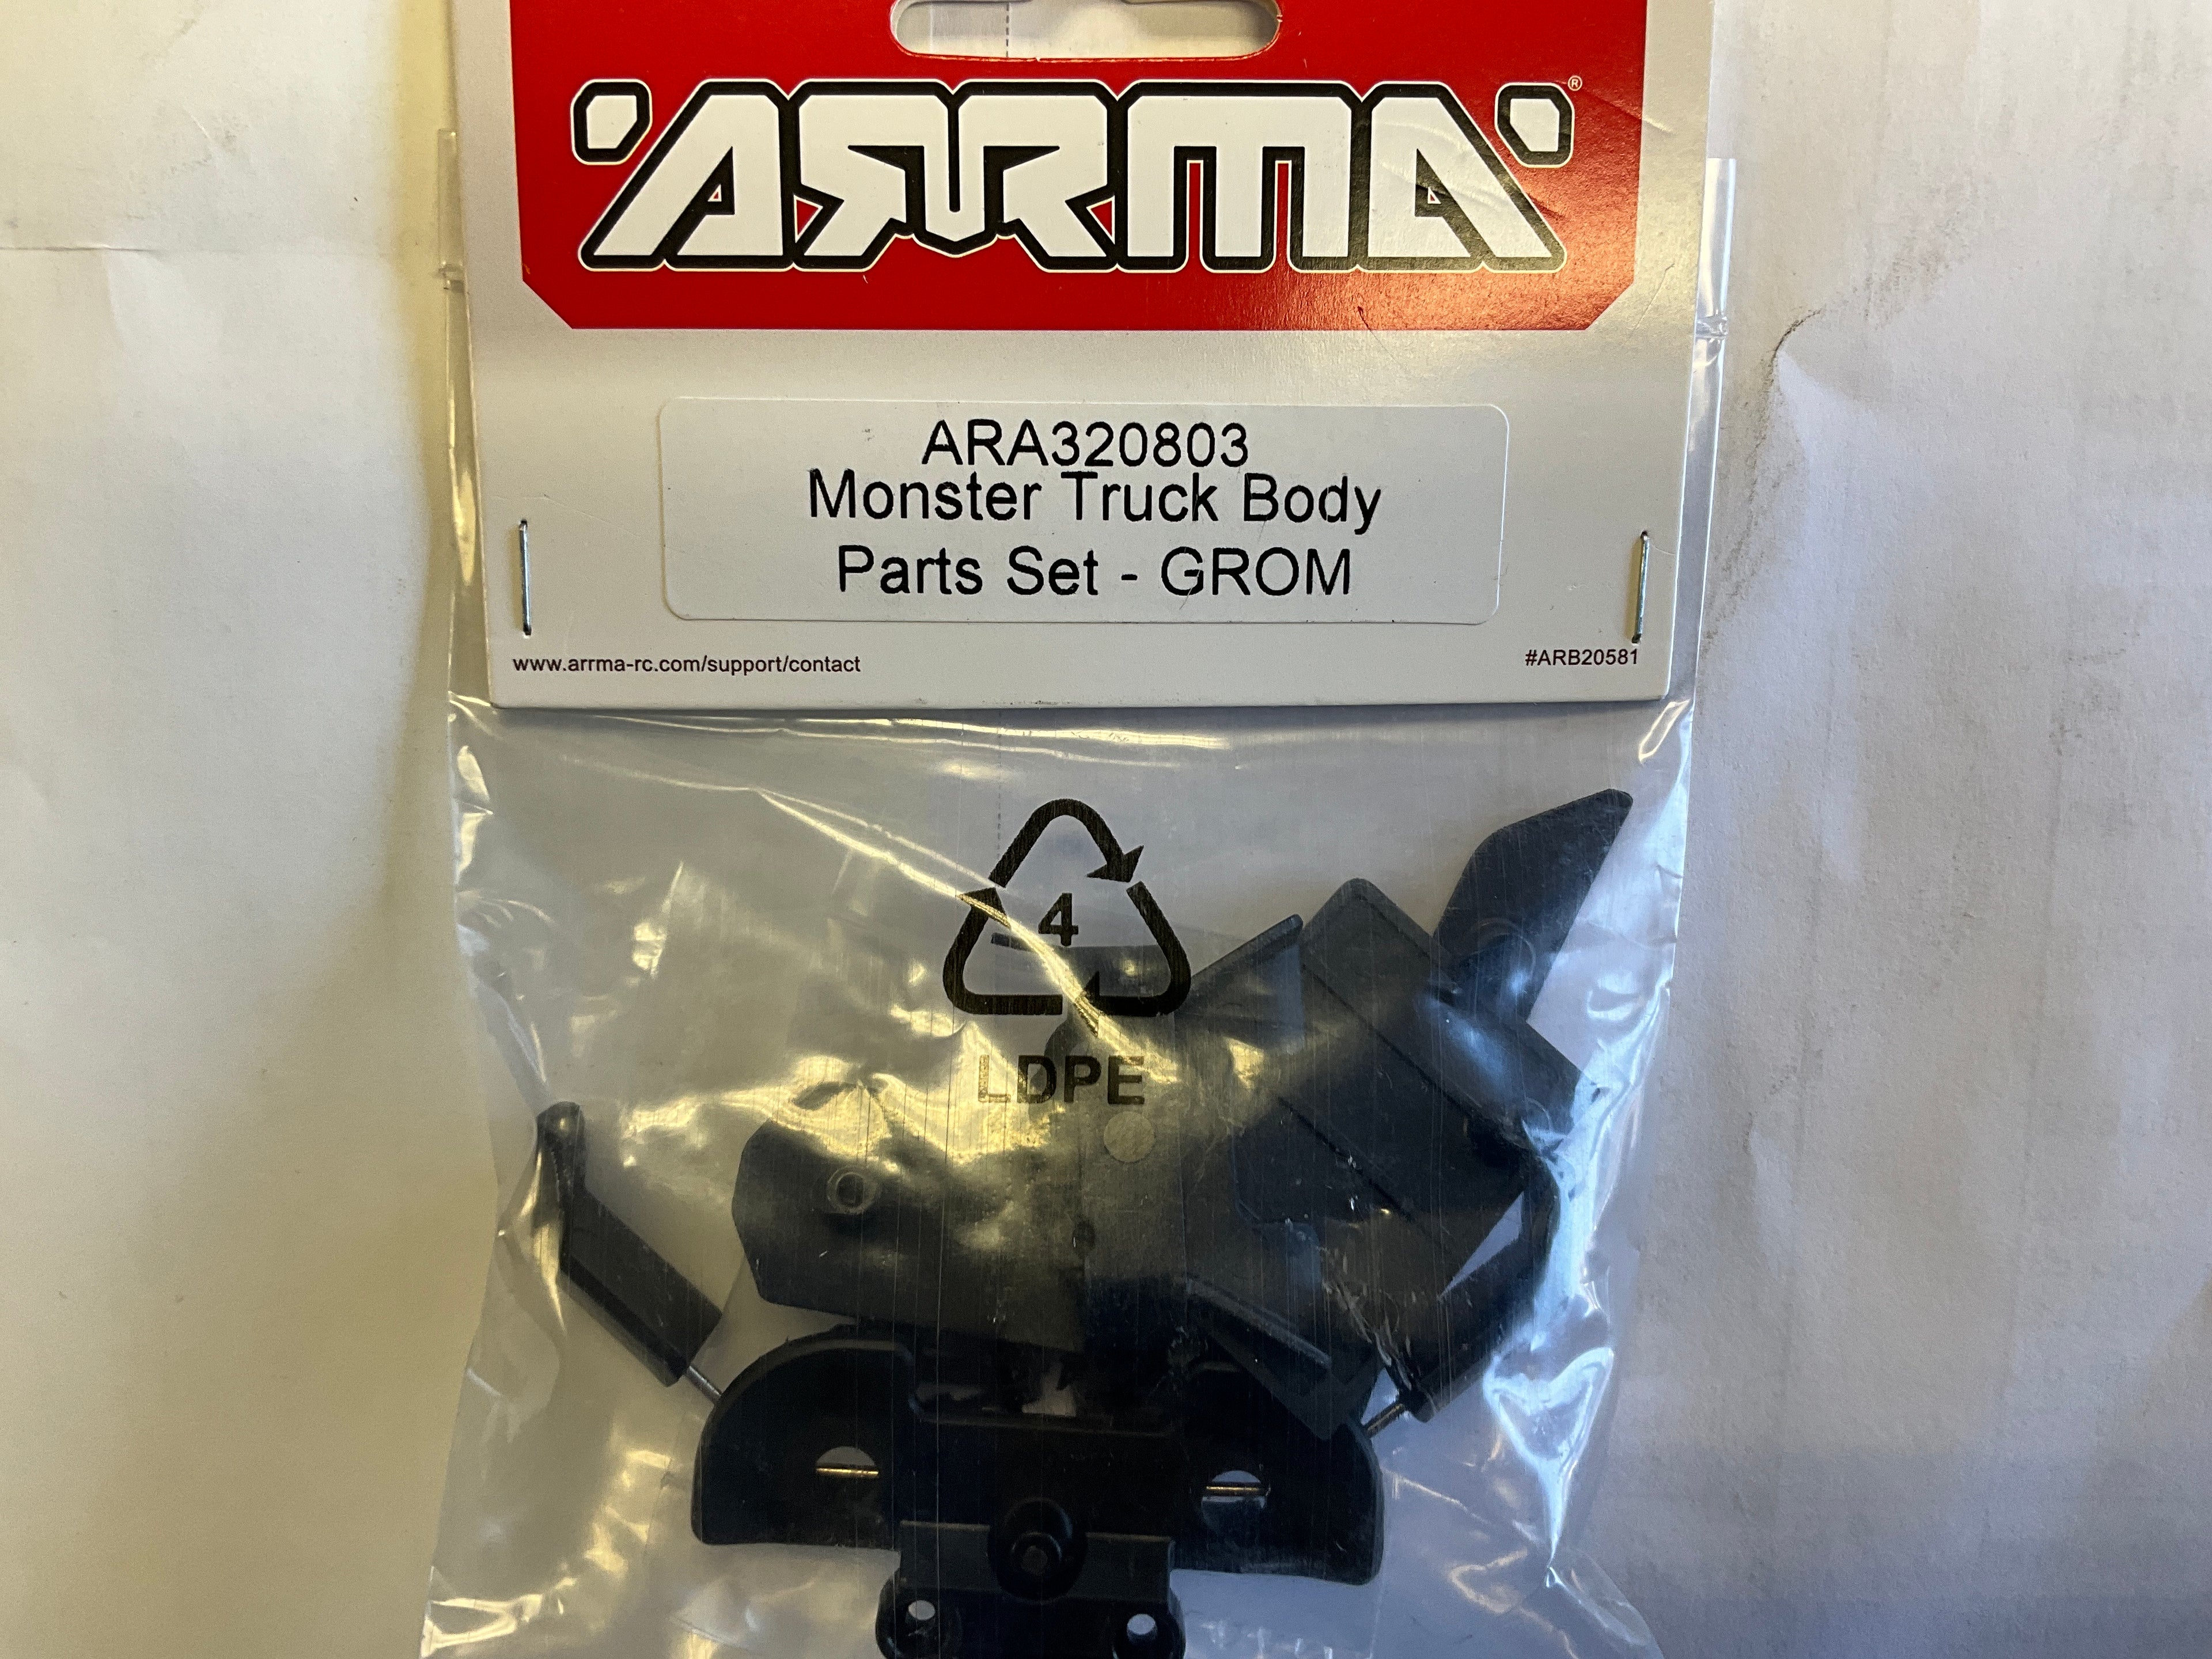 ARRMA®
ARA320803
Monster Truck Body
Parts Set - GROM
www.arrma-rc.com/support/contact
#ARB20581
4
LDPE